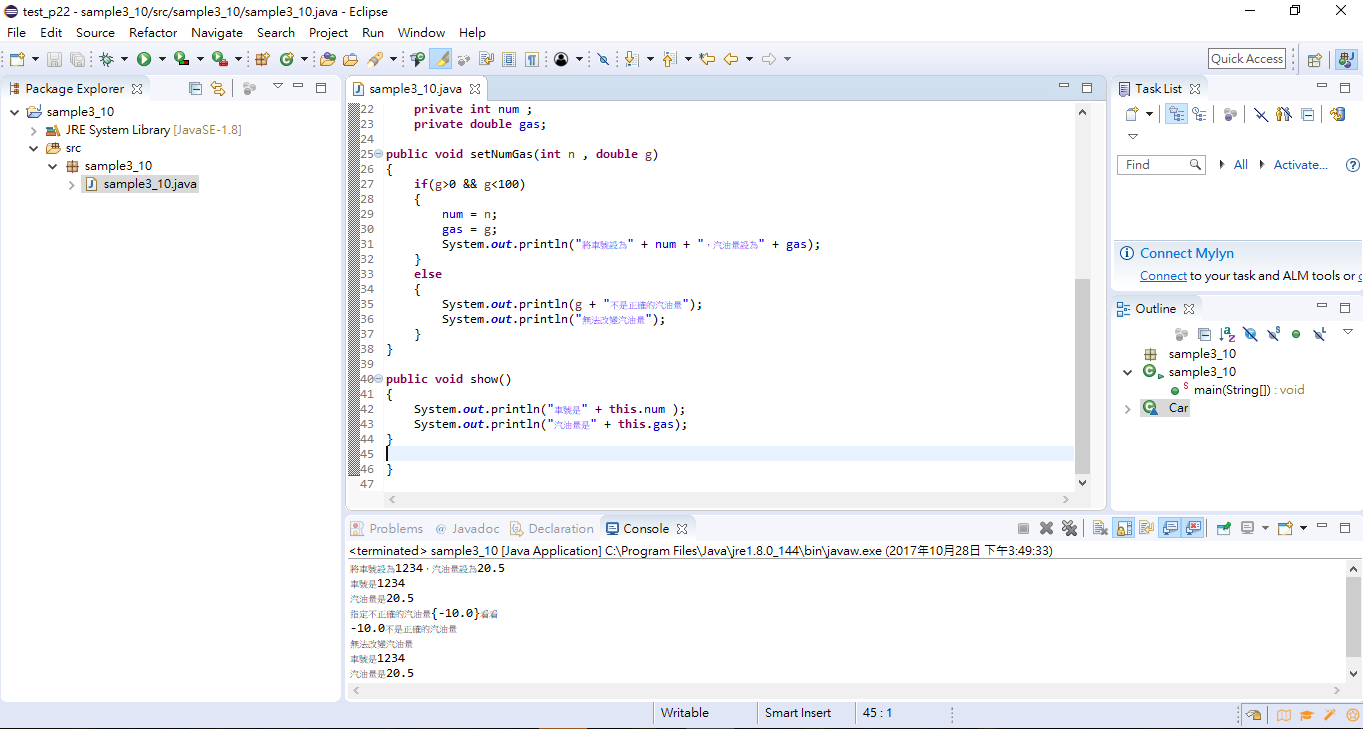 test_p22 - sample3_10/src/sample3_10/sample3_10.java - Eclipse
File Edit Source Refactor Navigate Search Project Run Window Help
Quick Access
Package Explorer
sample3_10
JRE System Library [JavaSE-1.8]
src
sample3_10
sample3_10.java
sample3_10.java
22 private int num ;
23 private double gas;
24
25 public void setNumGas(int n , double g)
26 {
27 if(g>0 && g<100)
28 {
29 num = n;
30 gas = g;
31 System.out.println("將車號設為" + num + "，汽油量設為" + gas);
32 }
33 else
34 {
35 System.out.println(g + "不是正確的汽油量");
36 System.out.println("無法改變汽油量");
37 }
38 }
39
40 public void show()
41 {
42 System.out.println("車號是" + this.num );
43 System.out.println("汽油量是" + this.gas);
44 }
45
46 }
47
Task List
Find All Activate...
Connect Mylyn
Connect to your task and ALM tools or
Outline
sample3_10
sample3_10
main(String[]) : void
Car
Problems @ Javadoc Declaration Console
<terminated> sample3_10 [Java Application] C:\Program Files\Java\jre1.8.0_144\bin\javaw.exe (2017年10月28日 下午3:49:33)
將車號設為1234，汽油量設為20.5
車號是1234
汽油量是20.5
指定不正確的汽油量{-10.0}看看
-10.0不是正確的汽油量
無法改變汽油量
車號是1234
汽油量是20.5
Writable Smart Insert 45 : 1